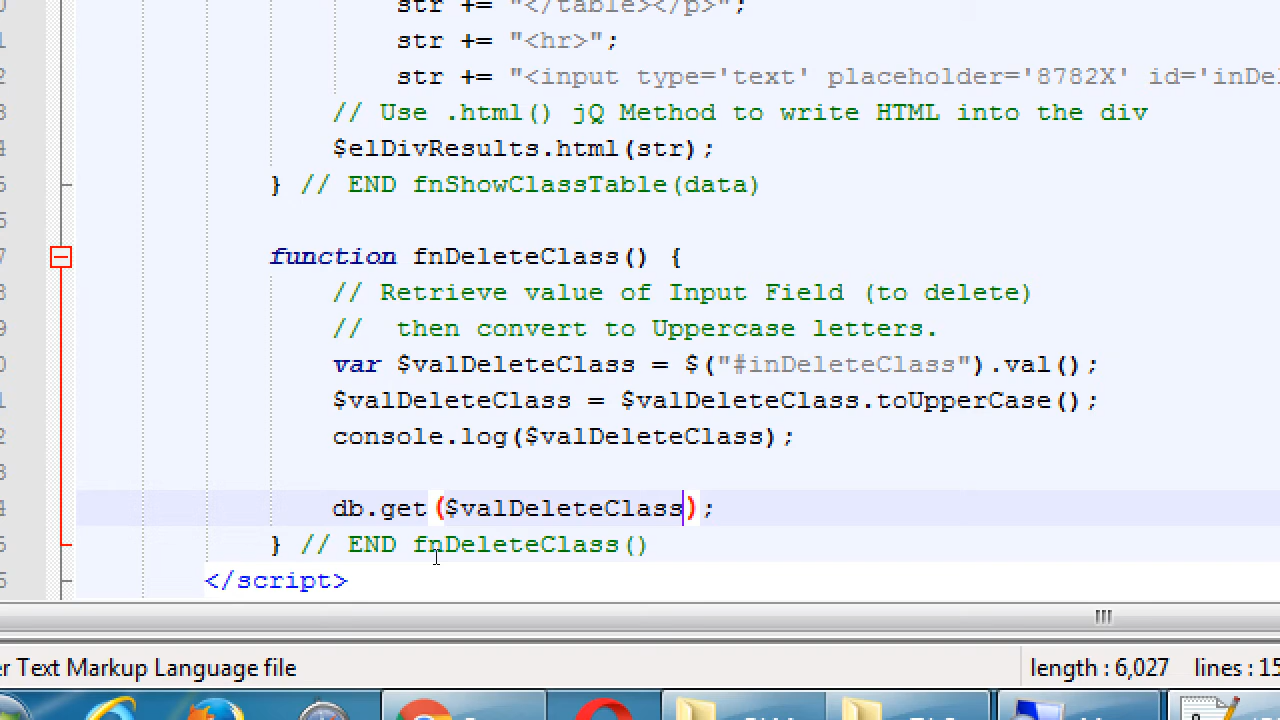 str += "</table></p>";
str += "<hr>";
str += "<input type='text' placeholder='8782X' id='inDel
// Use .html() jQ Method to write HTML into the div
$elDivResults.html(str);
} // END fnShowClassTable(data)
function fnDeleteClass() {
// Retrieve value of Input Field (to delete)
//  then convert to Uppercase letters.
var $valDeleteClass = $("#inDeleteClass").val();
$valDeleteClass = $valDeleteClass.toUpperCase();
console.log($valDeleteClass);
db.get($valDeleteClass);
} // END fnDeleteClass()
</script>
er Text Markup Language file length : 6,027 lines : 15